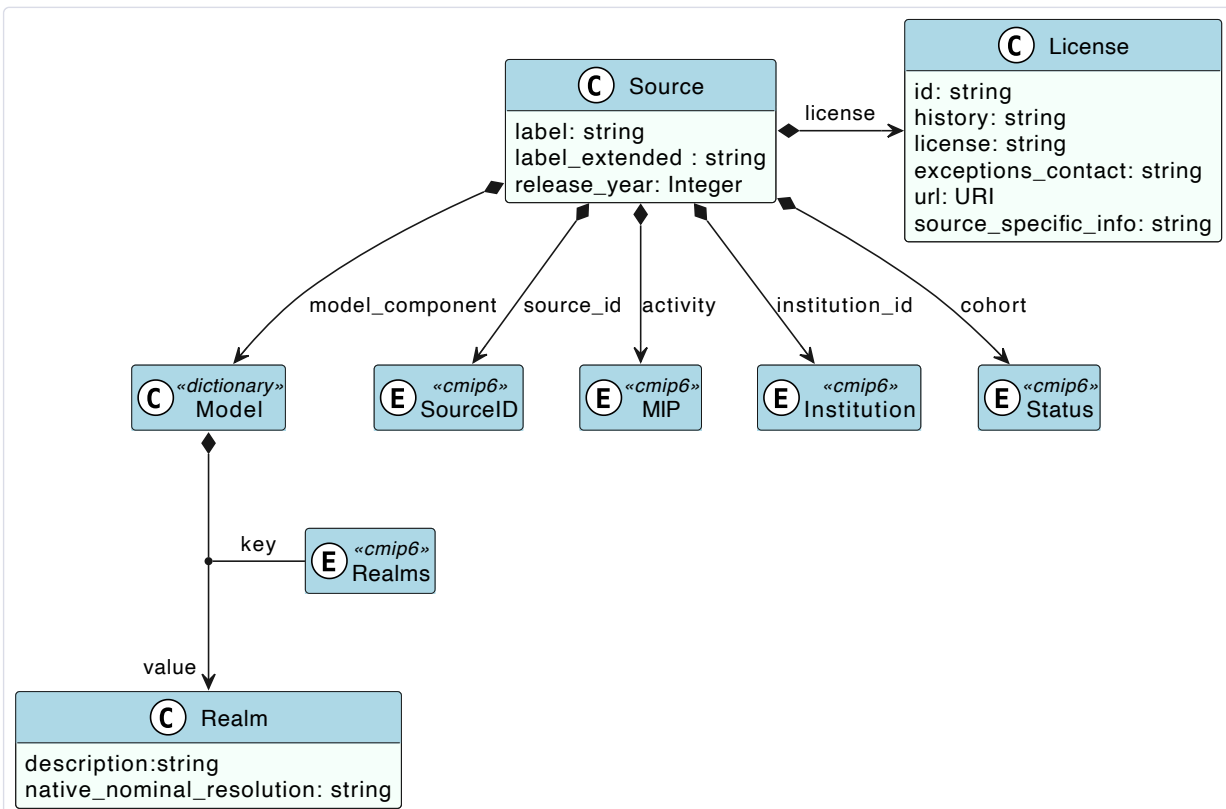 C Source
label: string
label_extended : string
release_year: Integer
license
C License
id: string
history: string
license: string
exceptions_contact: string
url: URI
source_specific_info: string
model_component
source_id
activity
institution_id
cohort
C «dictionary»
Model
E «cmip6»
SourceID
E «cmip6»
MIP
E «cmip6»
Institution
E «cmip6»
Status
key
E «cmip6»
Realms
value
C Realm
description:string
native_nominal_resolution: string